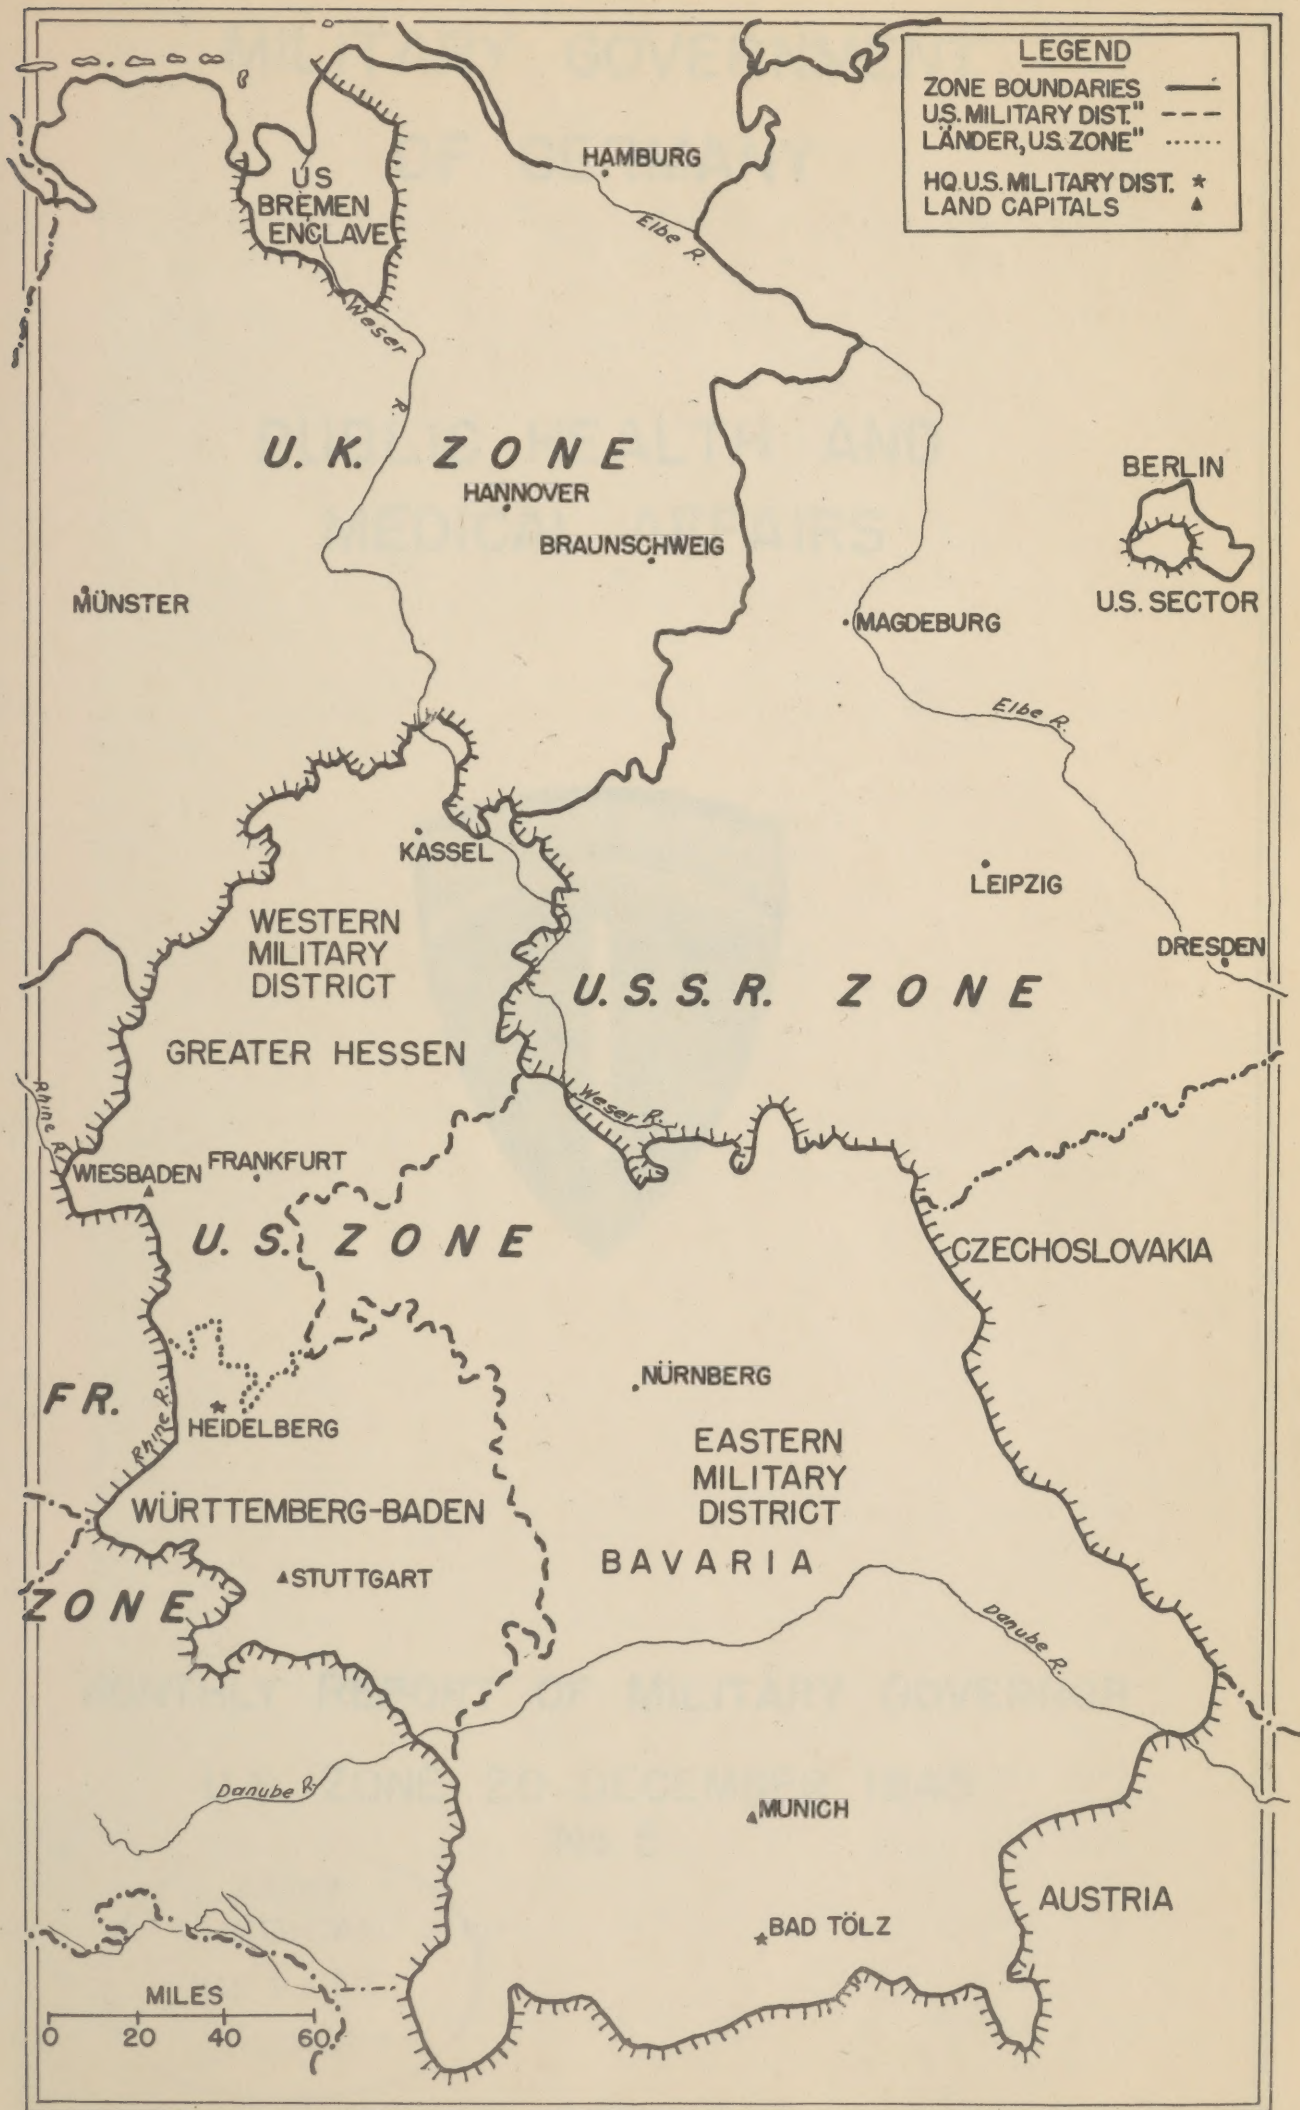 LEGEND
ZONE BOUNDARIES
U.S. MILITARY DIST."
LÄNDER, U.S. ZONE"
HQ. U.S. MILITARY DIST.
LAND CAPITALS
HAMBURG
US
BREMEN
ENCLAVE
Elbe R.
Weser
R.
U. K. ZONE
HANNOVER
BRAUNSCHWEIG
BERLIN
U.S. SECTOR
MÜNSTER
MAGDEBURG
Elbe R.
KASSEL
LEIPZIG
WESTERN
MILITARY
DISTRICT
DRESDEN
U. S. S. R. ZONE
GREATER HESSEN
Rhine R.
Weser R.
WIESBADEN
FRANKFURT
U. S. ZONE
CZECHOSLOVAKIA
NÜRNBERG
FR.
Rhine R.
HEIDELBERG
EASTERN
MILITARY
DISTRICT
WÜRTTEMBERG-BADEN
BAVARIA
STUTTGART
ZONE
Danube R.
Danube R.
MUNICH
AUSTRIA
BAD TÖLZ
MILES
0 20 40 60